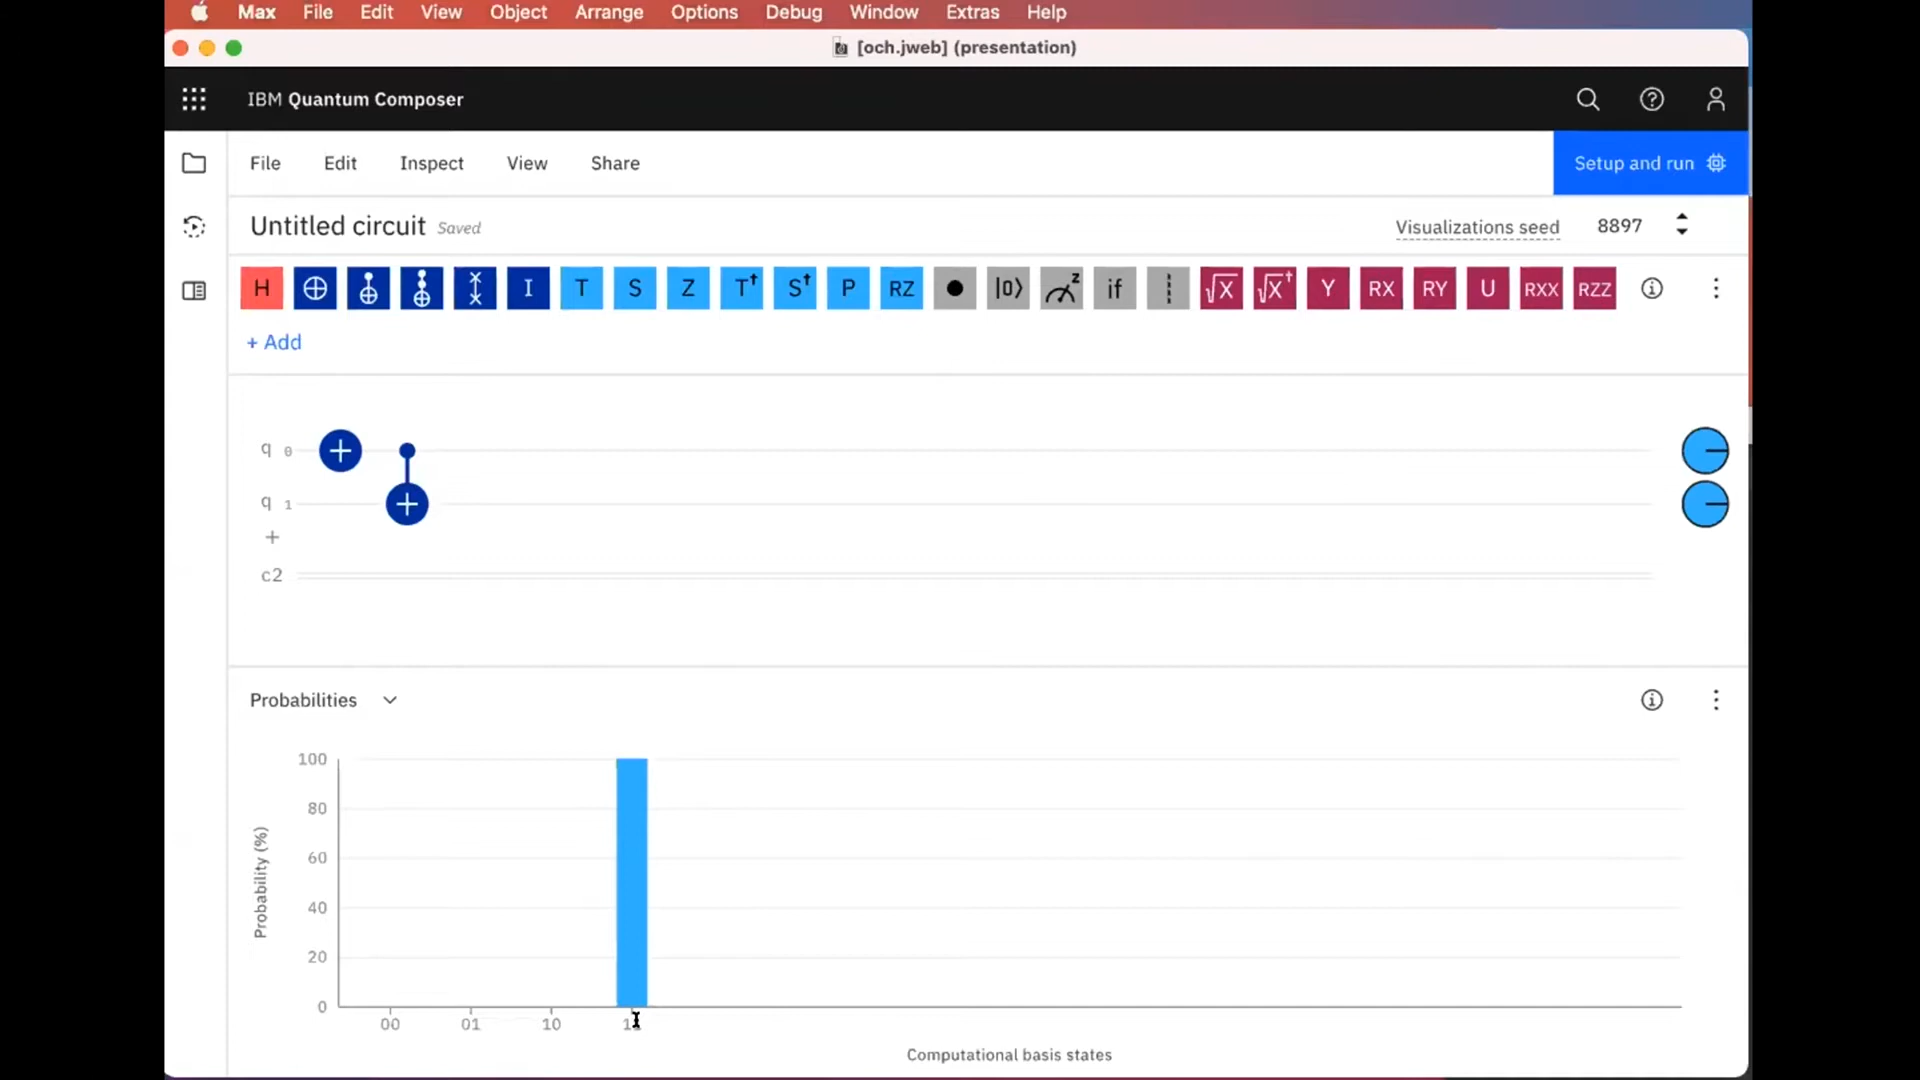 Max File Edit View Object Arrange Options Debug Window Extras Help
[och.jweb] (presentation)
IBM Quantum Composer
File Edit Inspect View Share
Setup and run
Untitled circuit Saved
Visualizations seed 8897
H I T S Z T† S† P RZ |0⟩ z if √X √X† Y RX RY U RXX RZZ
+ Add
q 0
q 1
+
c2
Probabilities
100
80
60
40
20
0
Probability (%)
00 01 10
Computational basis states